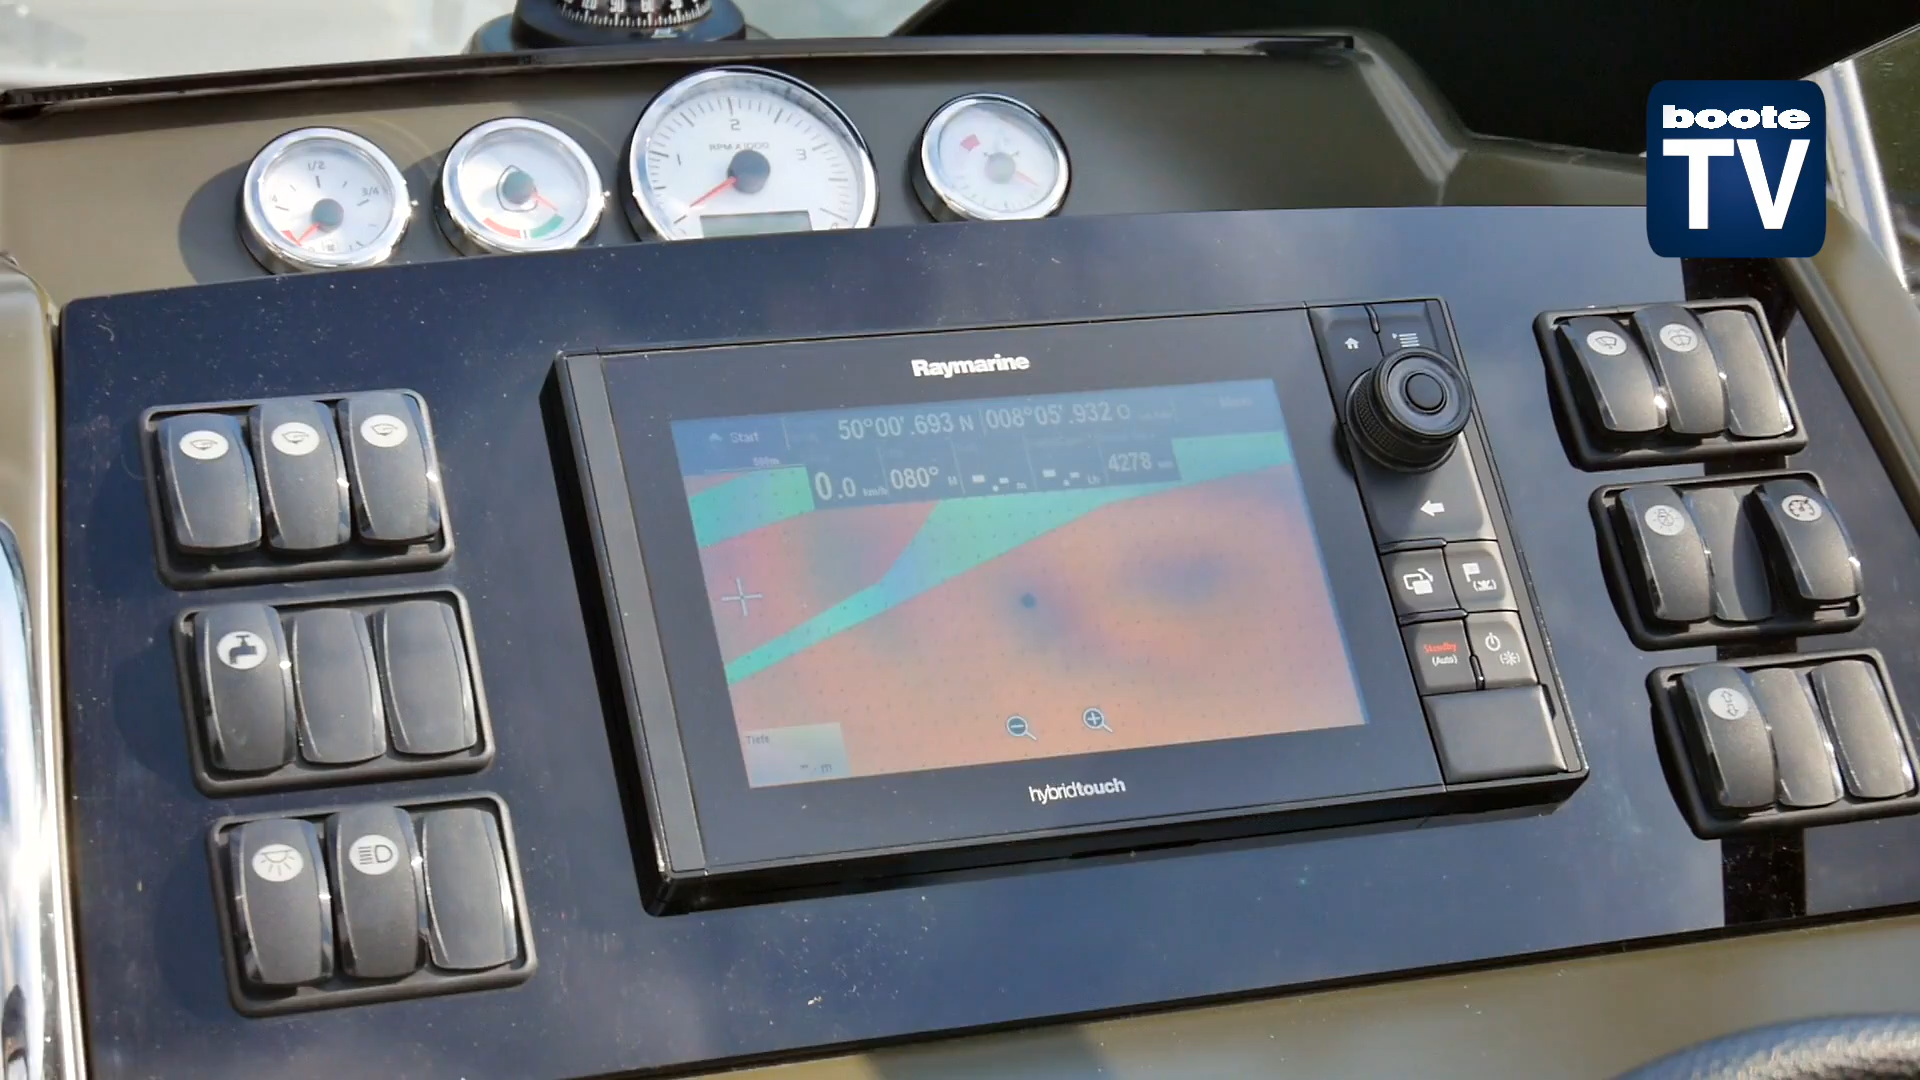 boote
TV
1/2
3/4
2
1
3
RPM X 1000
Raymarine
Start
50°00'.693 N
008°05'.932 O
0.0 km/h
080° M
4278
Tiefe
m
hybridtouch
Standby
(Auto)